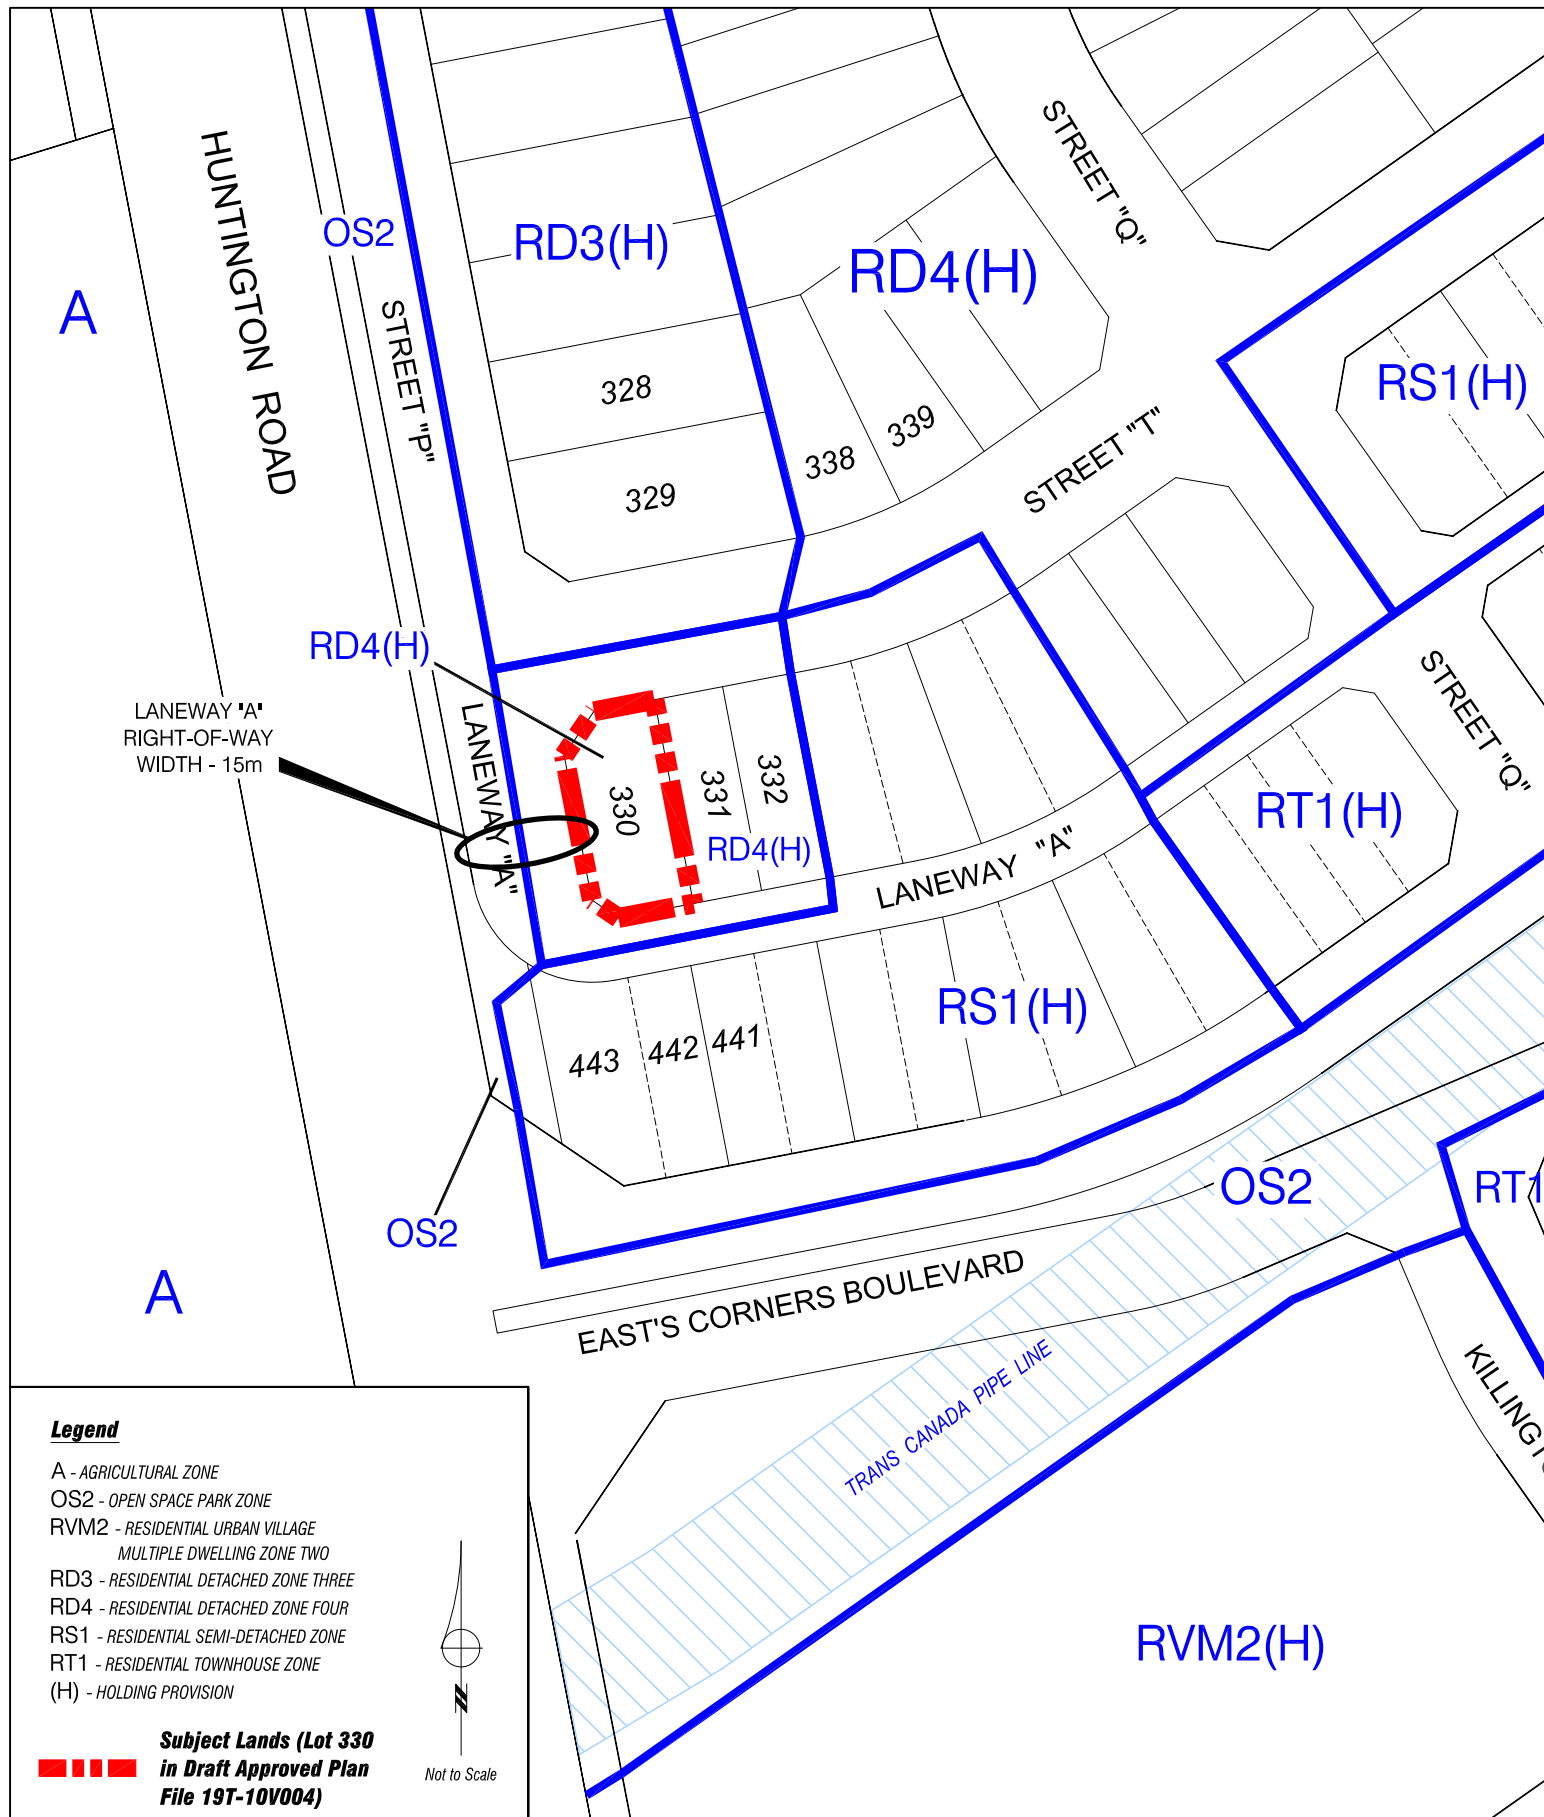 HUNTINGTON ROAD
OS2
A
STREET "P"
RD3(H)
STREET "Q"
RD4(H)
RS1(H)
328
329
338
339
STREET "T"
RD4(H)
LANEWAY "A"
RIGHT-OF-WAY
WIDTH - 15m
LANEWAY "A"
330
331
332
RD4(H)
STREET "Q"
RT1(H)
LANEWAY "A"
RS1(H)
443
442
441
OS2
OS2
RT1
A
EAST'S CORNERS BOULEVARD
TRANS CANADA PIPE LINE
RVM2(H)
Legend
A - AGRICULTURAL ZONE
OS2 - OPEN SPACE PARK ZONE
RVM2 - RESIDENTIAL URBAN VILLAGE
MULTIPLE DWELLING ZONE TWO
RD3 - RESIDENTIAL DETACHED ZONE THREE
RD4 - RESIDENTIAL DETACHED ZONE FOUR
RS1 - RESIDENTIAL SEMI-DETACHED ZONE
RT1 - RESIDENTIAL TOWNHOUSE ZONE
(H) - HOLDING PROVISION
Subject Lands (Lot 330
in Draft Approved Plan
File 19T-10V004)
N
Not to Scale